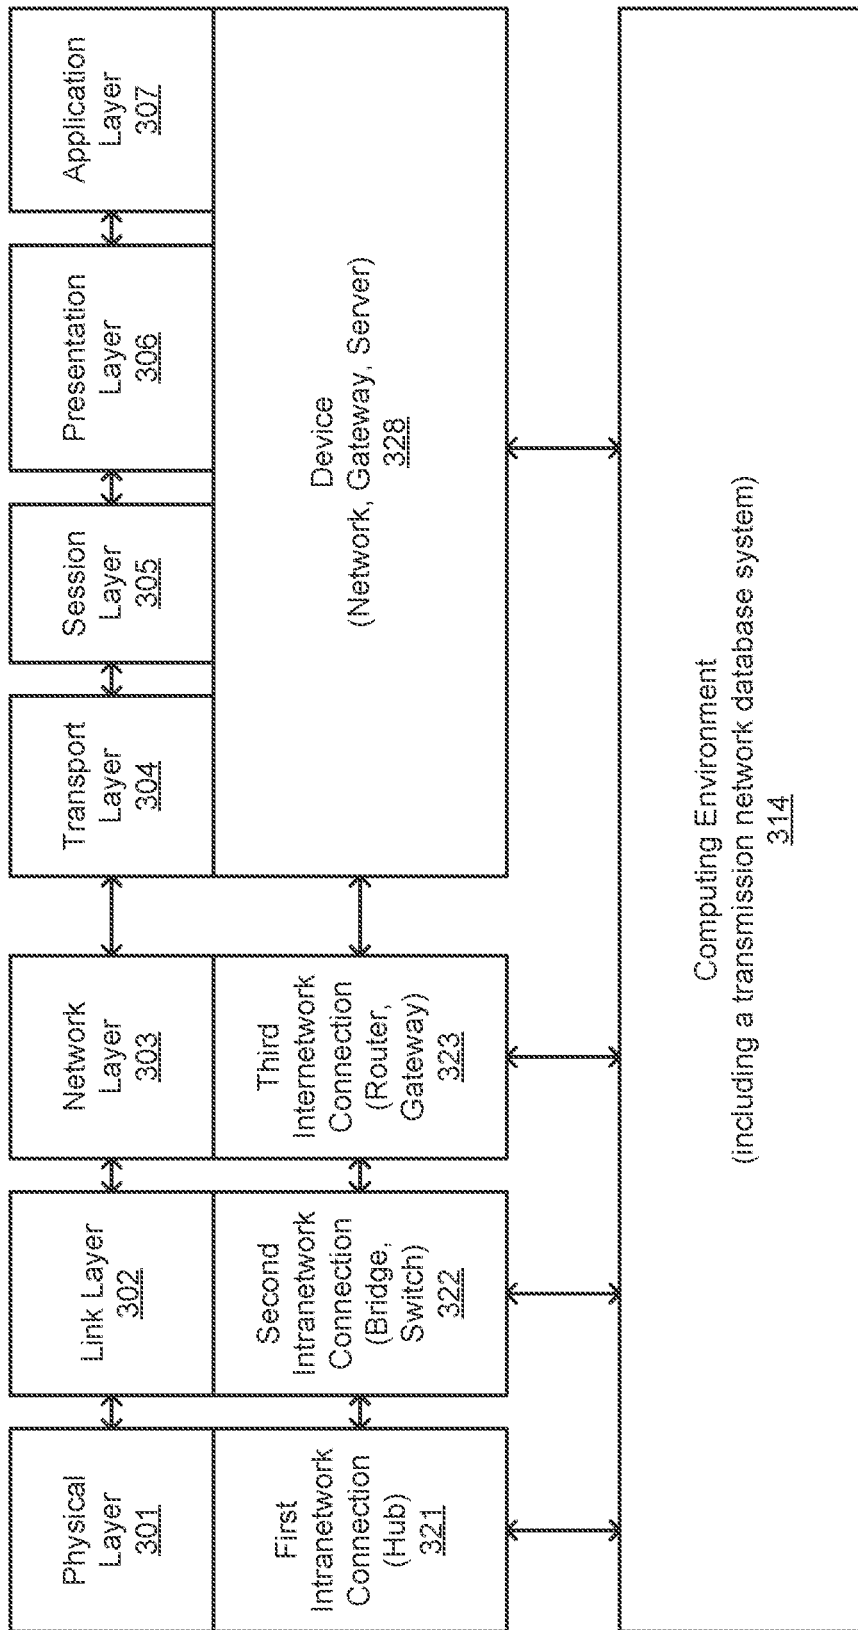 Physical
Layer
301
Link Layer
302
Network
Layer
303
Transport
Layer
304
Session
Layer
305
Presentation
Layer
306
Application
Layer
307
First
Intranetwork
Connection
(Hub)
321
Second
Intranetwork
Connection
(Bridge,
Switch)
322
Third
Internetwork
Connection
(Router,
Gateway)
323
Device
(Network, Gateway, Server)
328
Computing Environment
(including a transmission network database system)
314